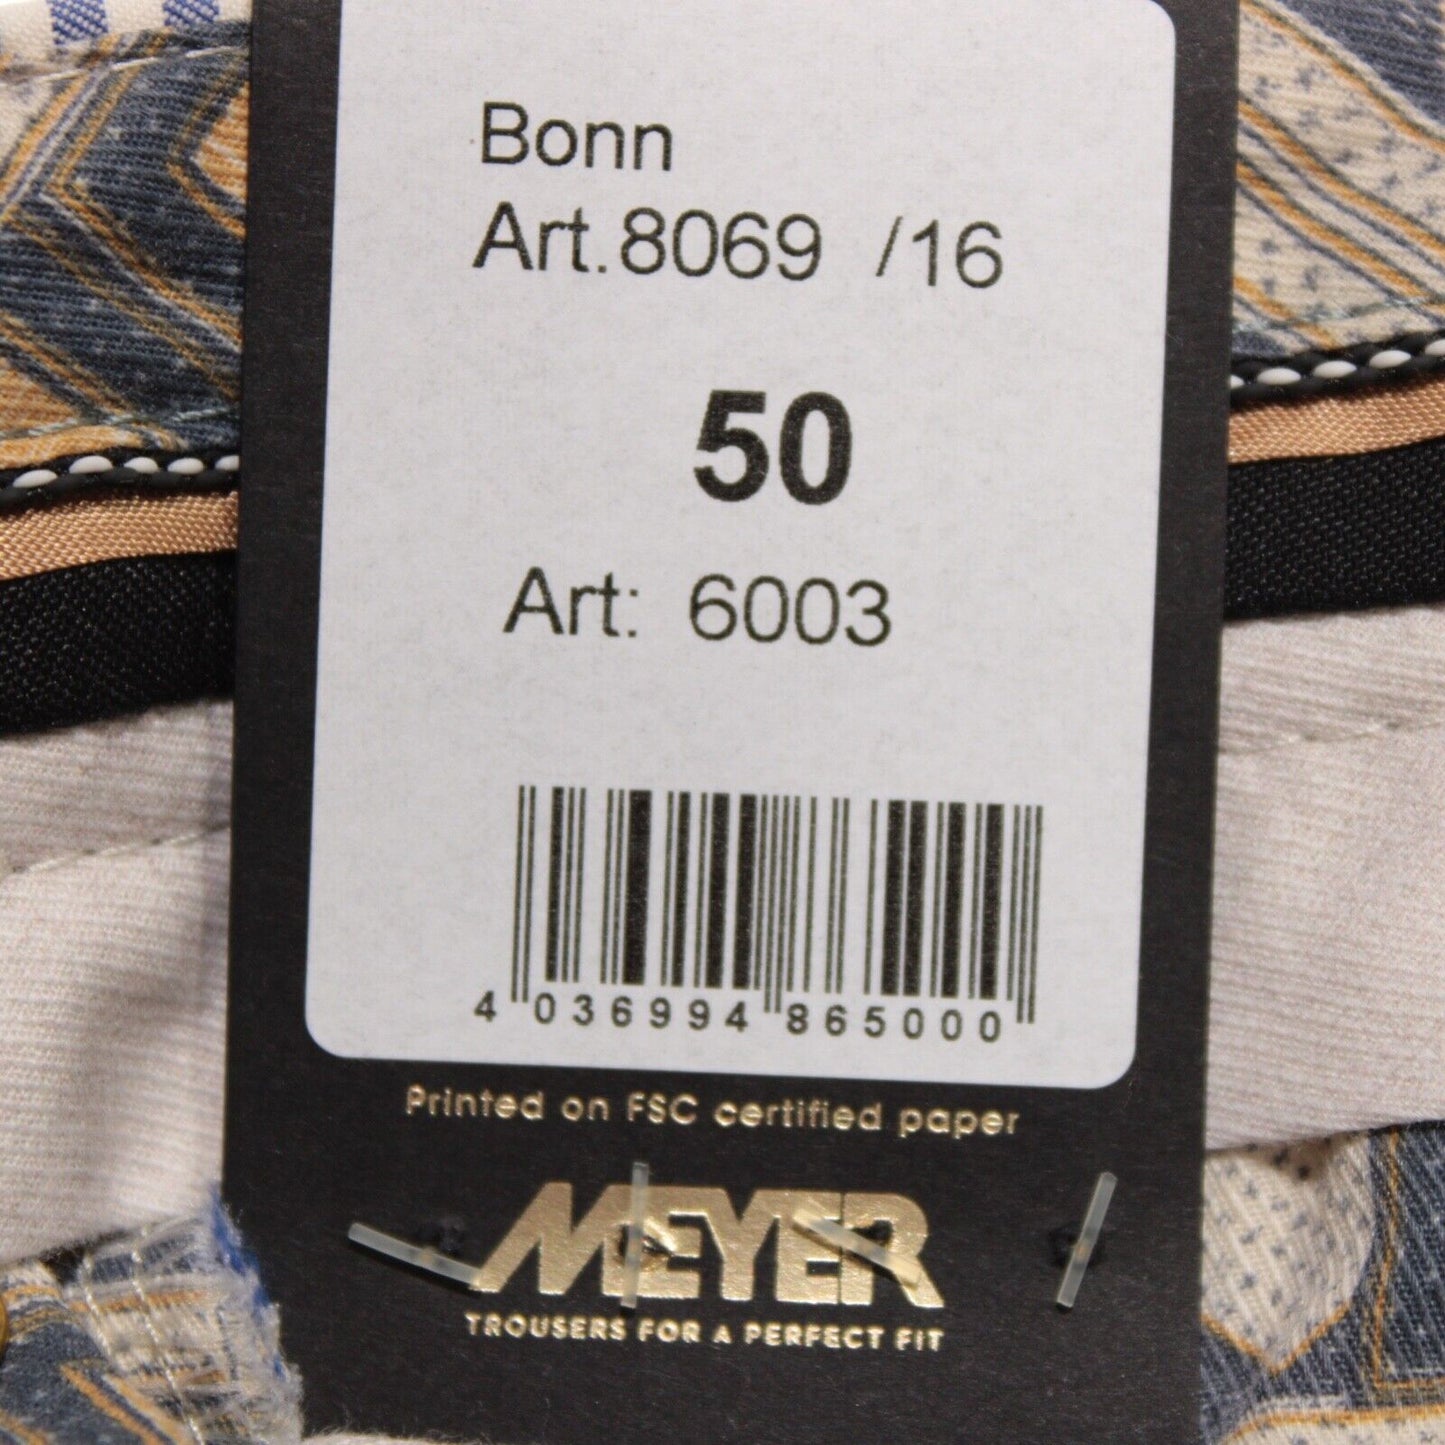 Bonn
Art.8069 /16
50
Art: 6003
4 036994 865000
Printed on FSC certified paper
MEYER
TROUSERS FOR A PERFECT FIT